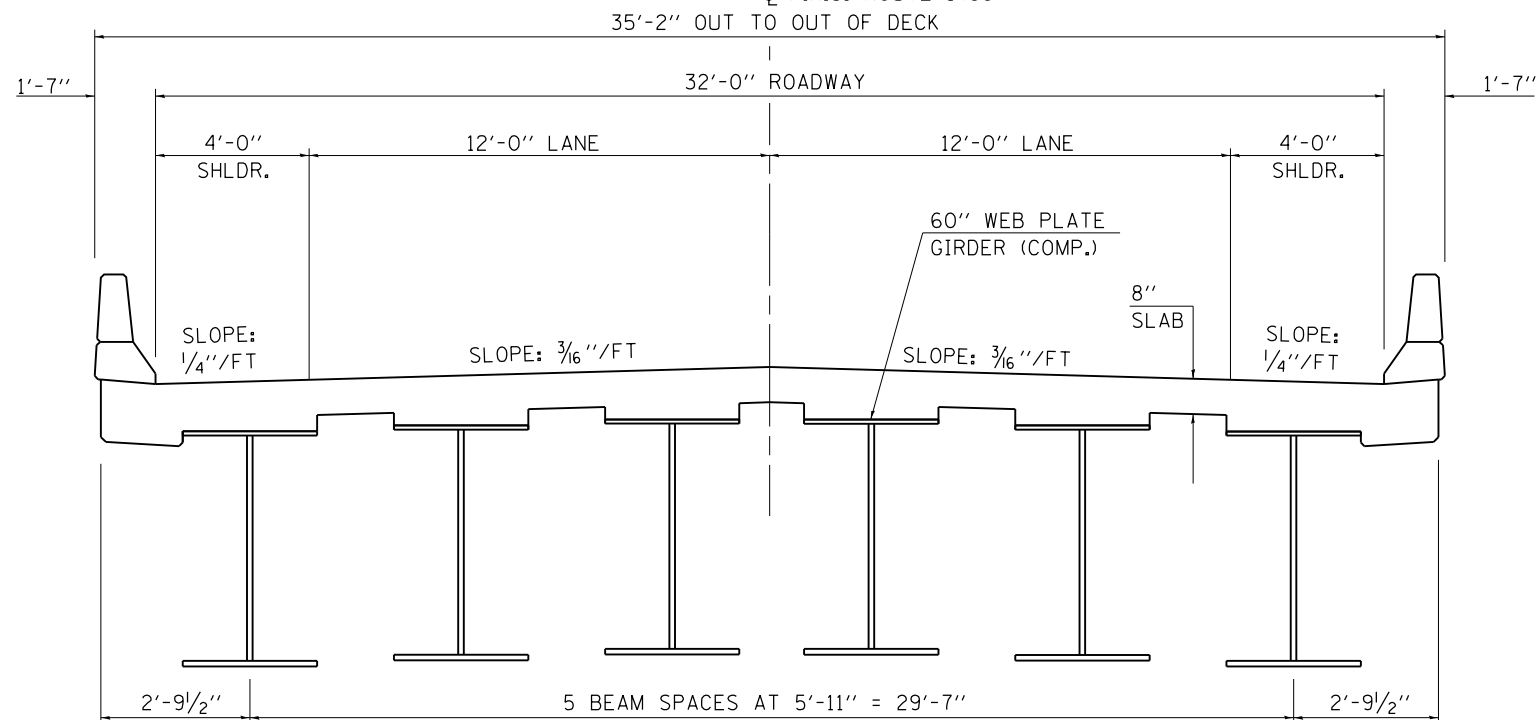 35'-2" OUT TO OUT OF DECK
1'-7"
32'-0" ROADWAY
1'-7"
4'-0"
SHLDR.
12'-0" LANE
12'-0" LANE
4'-0"
SHLDR.
60" WEB PLATE
GIRDER (COMP.)
8"
SLAB
SLOPE:
1/4"/FT
SLOPE: 3/16"/FT
SLOPE: 3/16"/FT
SLOPE:
1/4"/FT
2'-9 1/2"
5 BEAM SPACES AT 5'-11" = 29'-7"
2'-9 1/2"